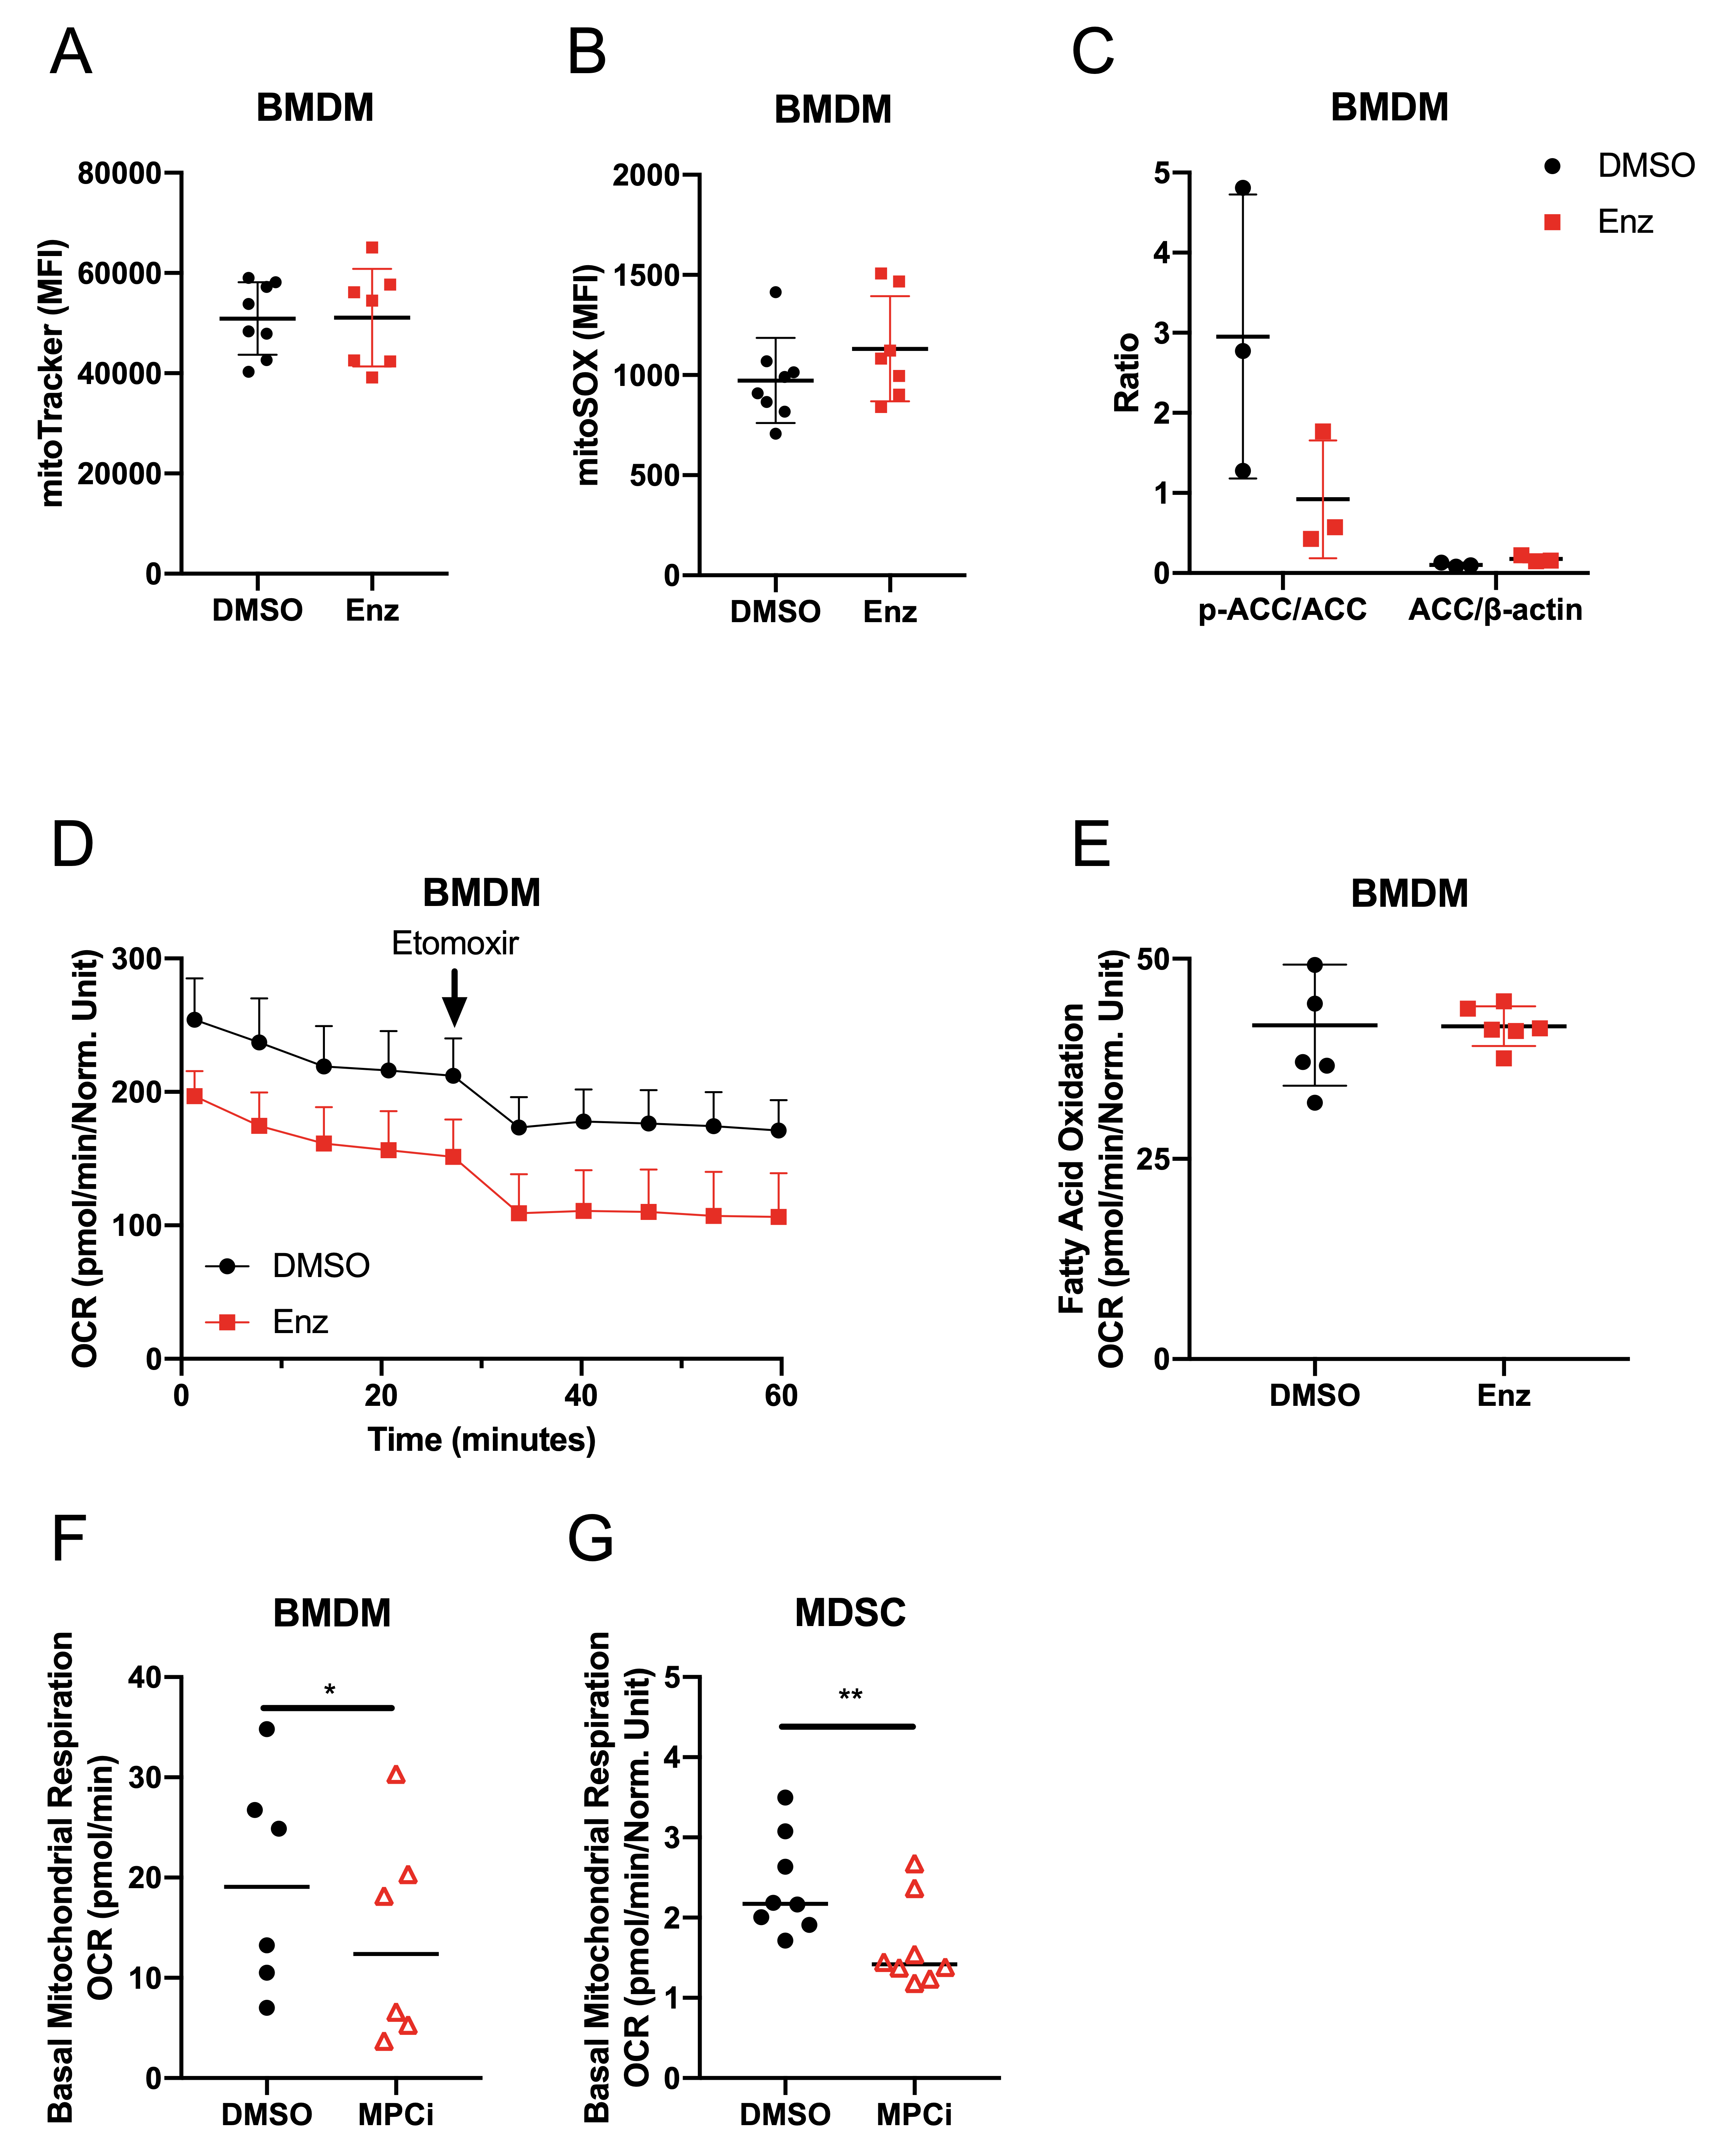 A
BMDM
mitoTracker (MFI)
80000
60000
40000
20000
0
DMSO
Enz
B
BMDM
mitoSOX (MFI)
2000
1500
1000
500
0
DMSO
Enz
C
BMDM
Ratio
5
4
3
2
1
0
p-ACC/ACC
ACC/β-actin
DMSO
Enz
D
BMDM
Etomoxir
OCR (pmol/min/Norm. Unit)
300
200
100
0
DMSO
Enz
0
20
40
60
Time (minutes)
E
BMDM
Fatty Acid Oxidation
OCR (pmol/min/Norm. Unit)
50
25
0
DMSO
Enz
F
BMDM
Basal Mitochondrial Respiration
OCR (pmol/min)
40
30
20
10
0
*
DMSO
MPCi
G
MDSC
Basal Mitochondrial Respiration
OCR (pmol/min/Norm. Unit)
5
4
3
2
1
0
**
DMSO
MPCi